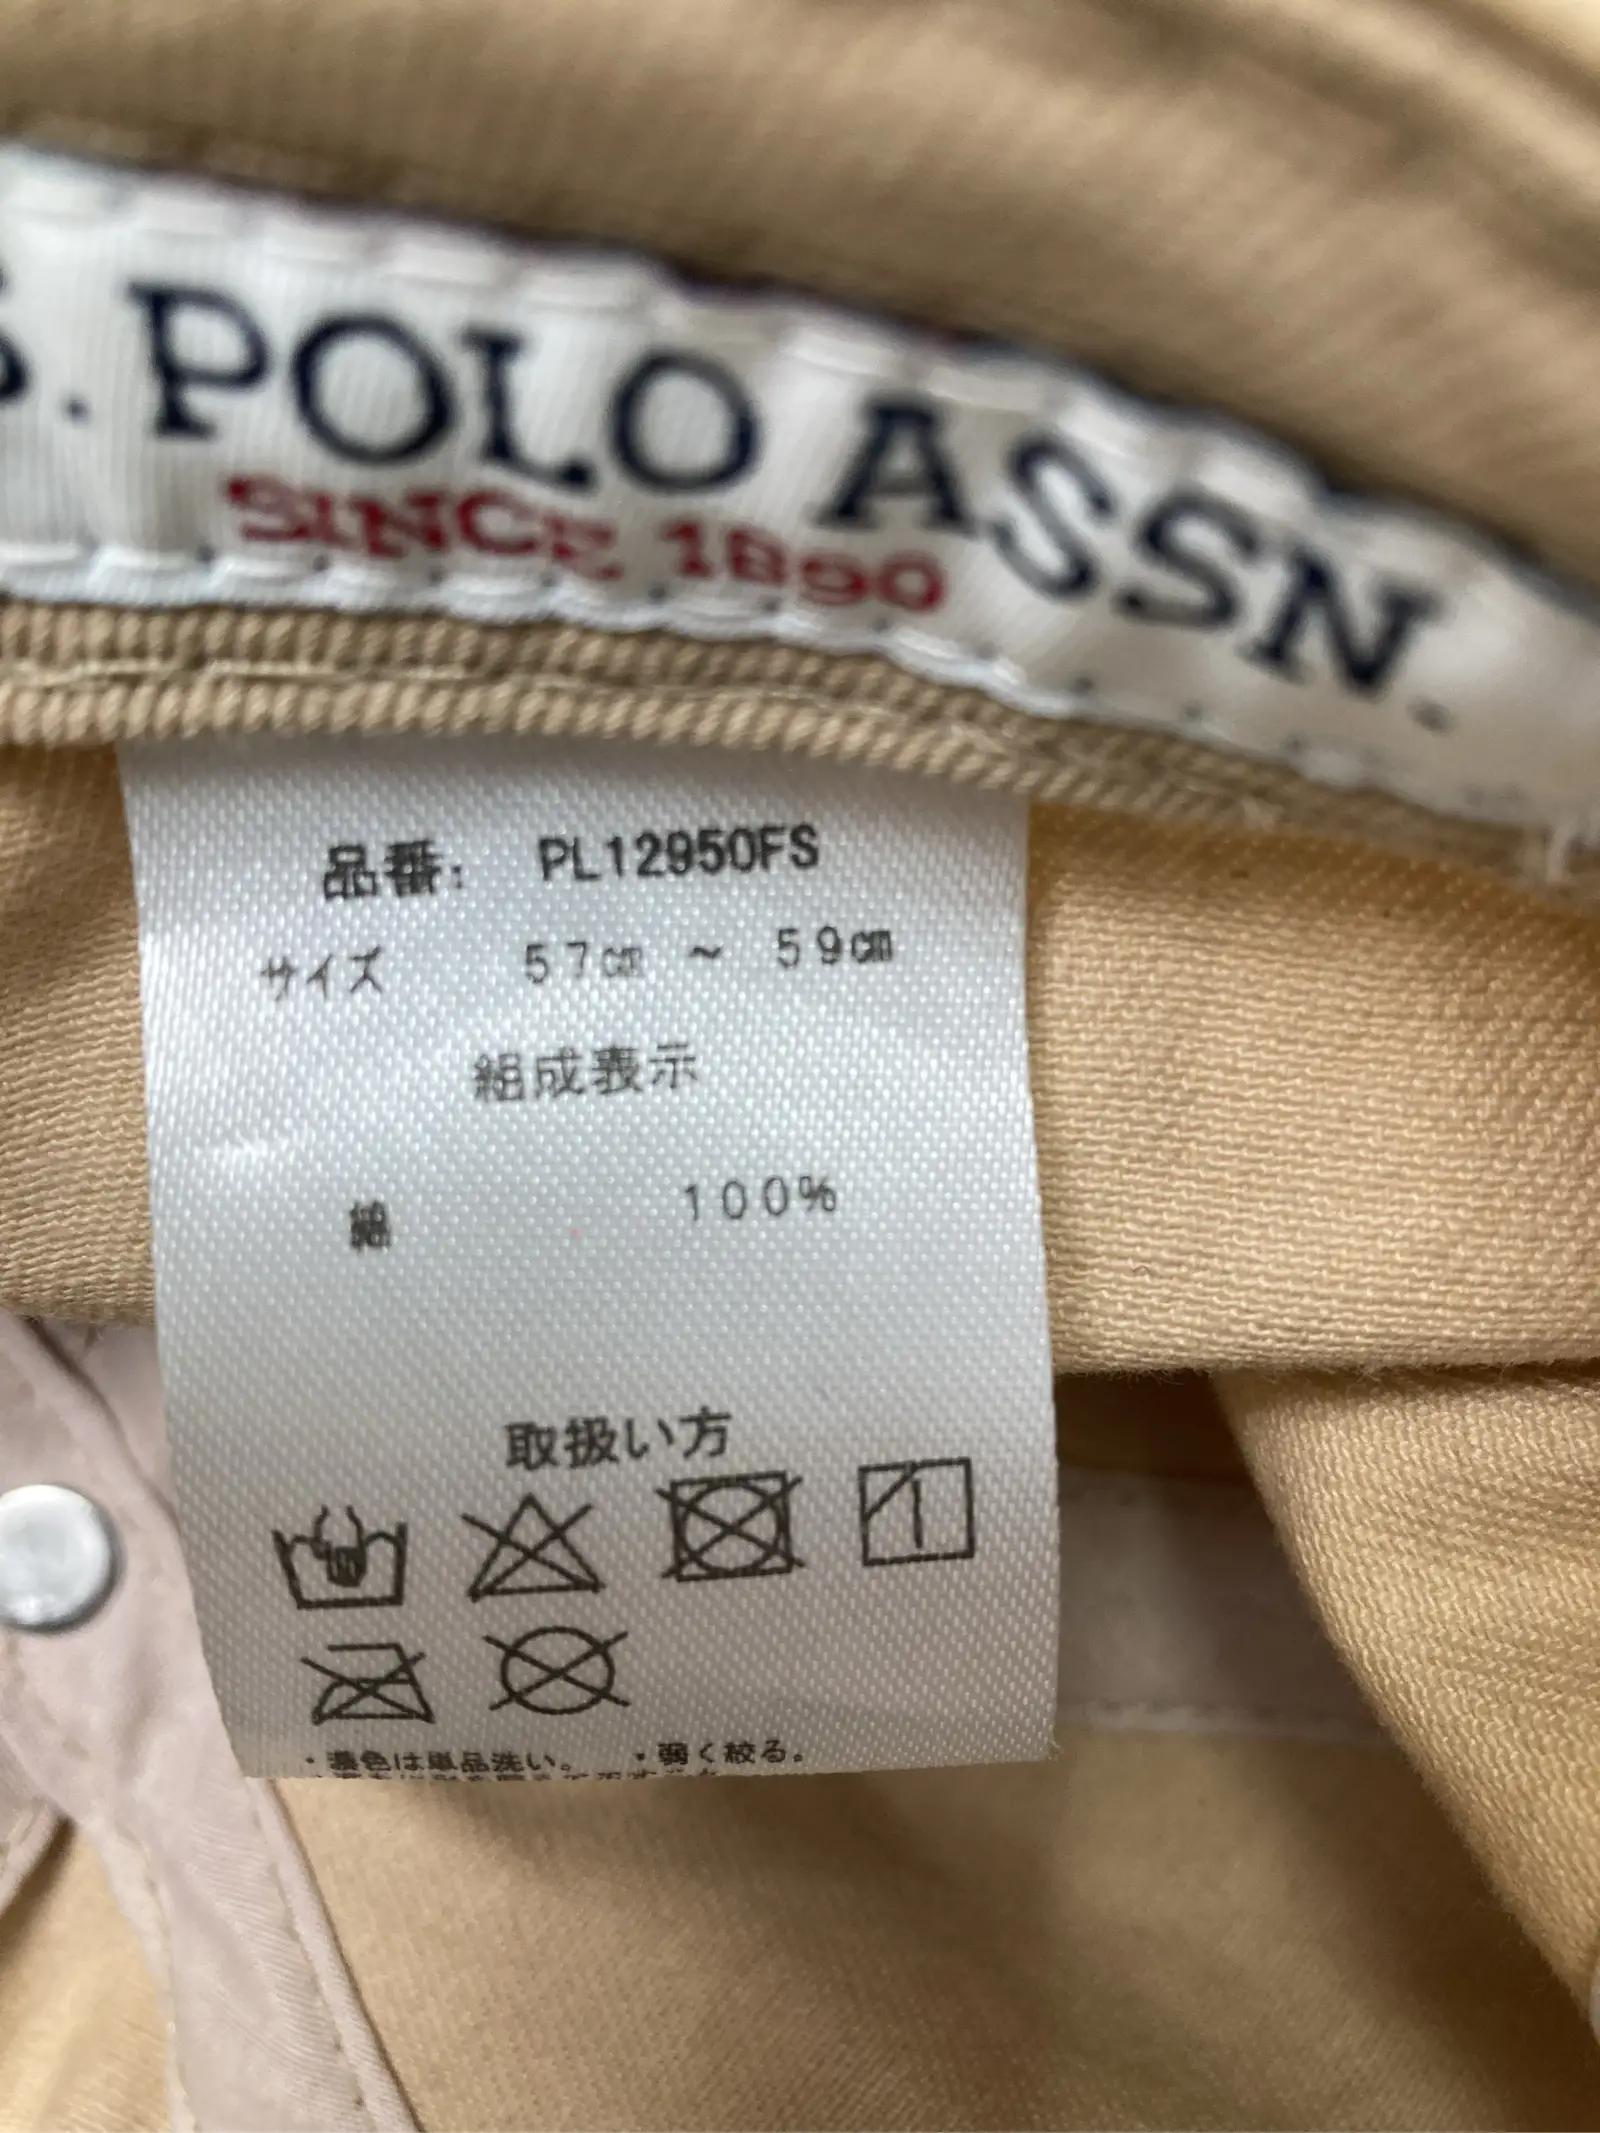 S. POLO ASSN.
SINCE 1890
品番: PL12950FS
サイズ 57㎝ ~ 59㎝
組成表示
綿 100%
取扱い方
・濃色は単品洗い。 ・弱く絞る。